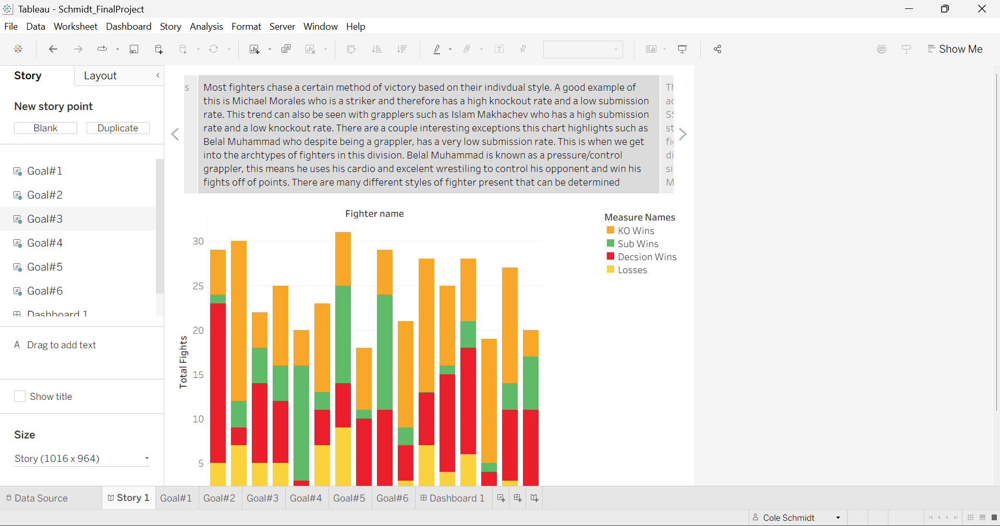 Tableau - Schmidt_FinalProject
File Data Worksheet Dashboard Story Analysis Format Server Window Help
Show Me
Story Layout
New story point
Blank Duplicate
Goal#1
Goal#2
Goal#3
Goal#4
Goal#5
Goal#6
Dashboard 1
A Drag to add text
Show title
Size
Story (1016 x 964)
s
Most fighters chase a certain method of victory based on their indivdual style. A good example of
this is Michael Morales who is a striker and therefore has a high knockout rate and a low submission
rate. This trend can also be seen with grapplers such as Islam Makhachev who has a high submission
rate and a low knockout rate. There are a couple interesting exceptions this chart highlights such as
Belal Muhammad who despite being a grappler, has a very low submission rate. This is when we get
into the archtypes of fighters in this division. Belal Muhammad is known as a pressure/control
grappler, this means he uses his cardio and excelent wrestiling to control his opponent and win his
fights off of points. There are many different styles of fighter present that can be determined
Fighter name
Total Fights
30
25
20
15
10
5
Measure Names
KO Wins
Sub Wins
Decsion Wins
Losses
Data Source Story 1 Goal#1 Goal#2 Goal#3 Goal#4 Goal#5 Goal#6 Dashboard 1
Cole Schmidt